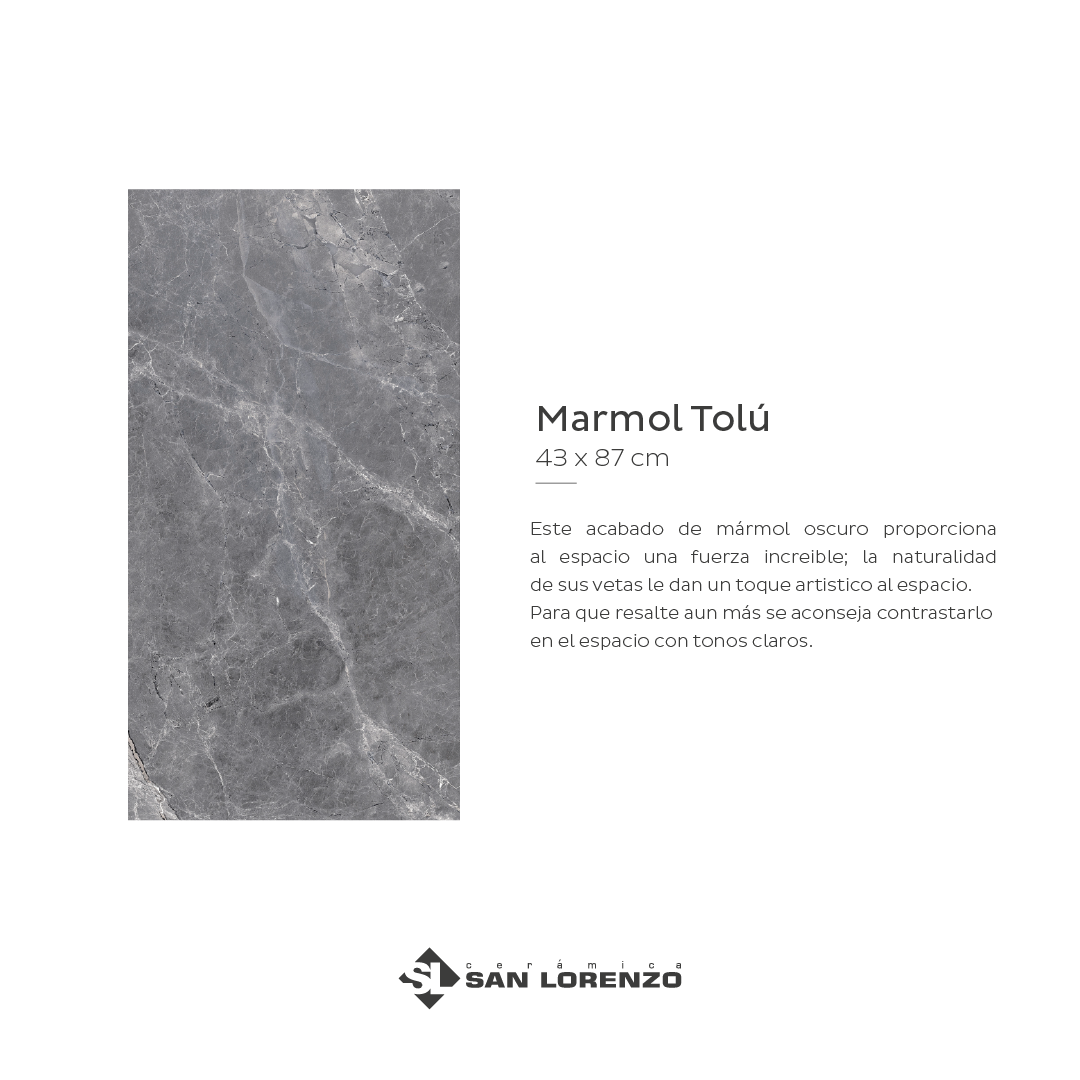 Marmol Tolú
43 x 87 cm
Este acabado de mármol oscuro proporciona
al espacio una fuerza increible; la naturalidad
de sus vetas le dan un toque artistico al espacio.
Para que resalte aun más se aconseja contrastarlo
en el espacio con tonos claros.
SL
cerámica
SAN LORENZO